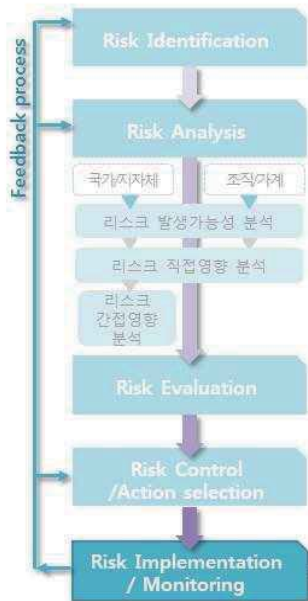 Feedback process
Risk Identification
Risk Analysis
국가/지자체
조직/가계
리스크 발생가능성 분석
리스크 직접영향 분석
리스크
간접영향
분석
Risk Evaluation
Risk Control
/Action selection
Risk Implementation
/ Monitoring